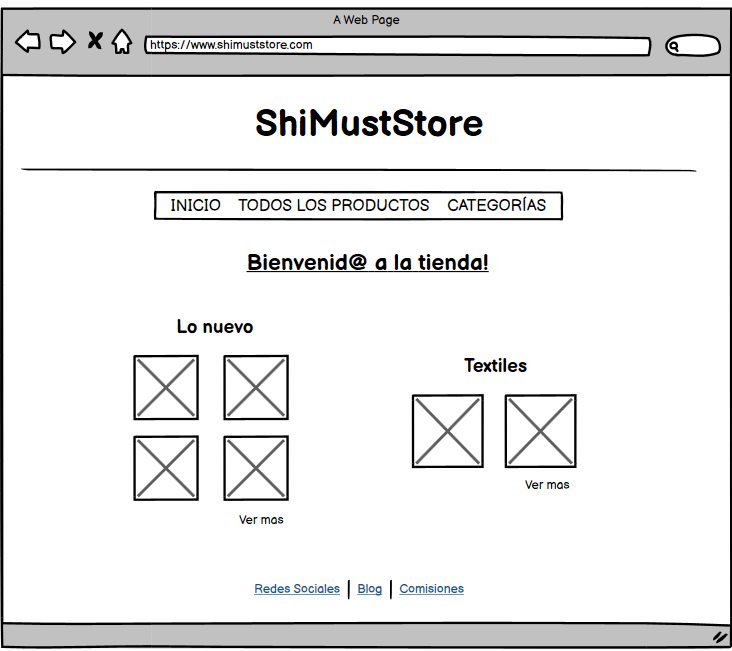 A Web Page
https://www.shimuststore.com
ShiMustStore
INICIO TODOS LOS PRODUCTOS CATEGORÍAS
Bienvenid@ a la tienda!
Lo nuevo
Textiles
Ver mas
Ver mas
Redes Sociales | Blog | Comisiones